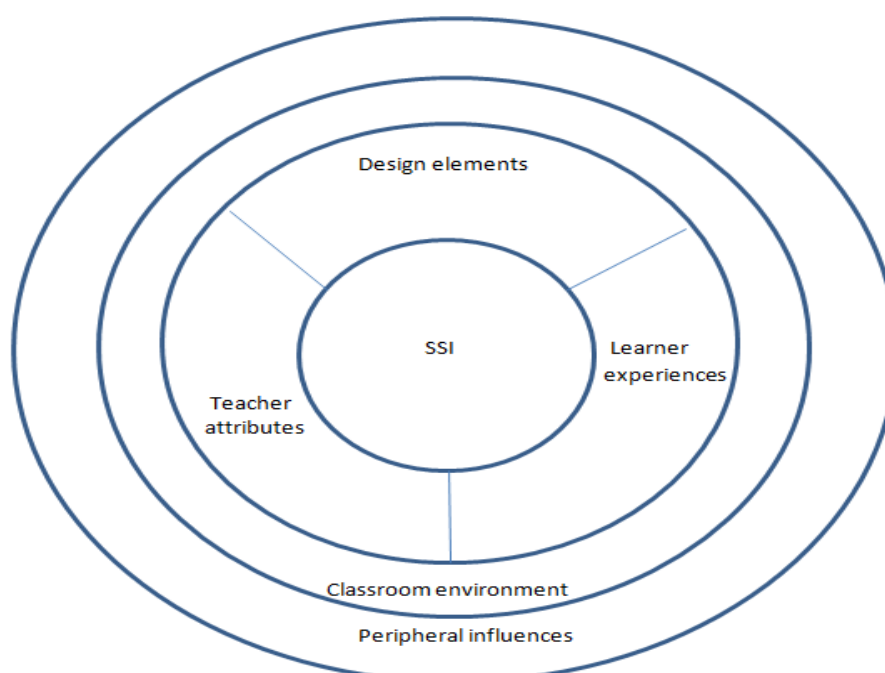 Design elements
SSI
Learner
experiences
Teacher
attributes
Classroom environment
Peripheral influences